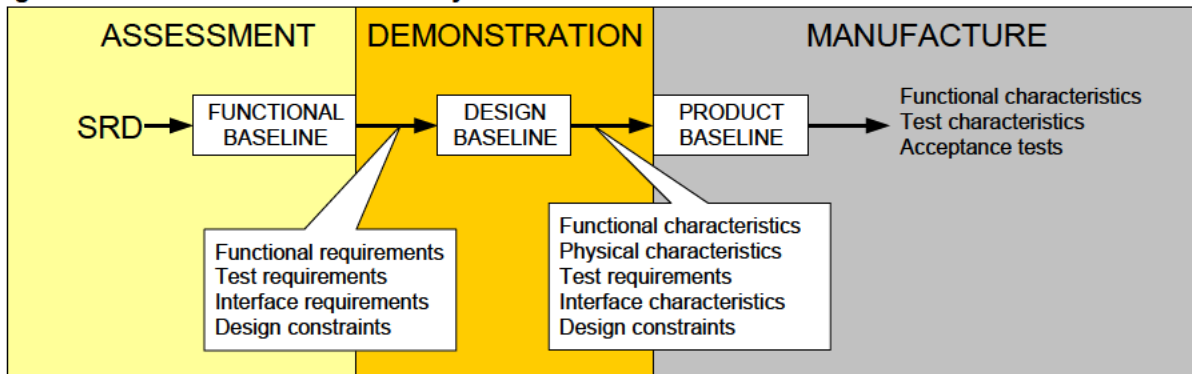 ASSESSMENT
DEMONSTRATION
MANUFACTURE
SRD
FUNCTIONAL
BASELINE
DESIGN
BASELINE
PRODUCT
BASELINE
Functional characteristics
Test characteristics
Acceptance tests
Functional requirements
Test requirements
Interface requirements
Design constraints
Functional characteristics
Physical characteristics
Test requirements
Interface characteristics
Design constraints